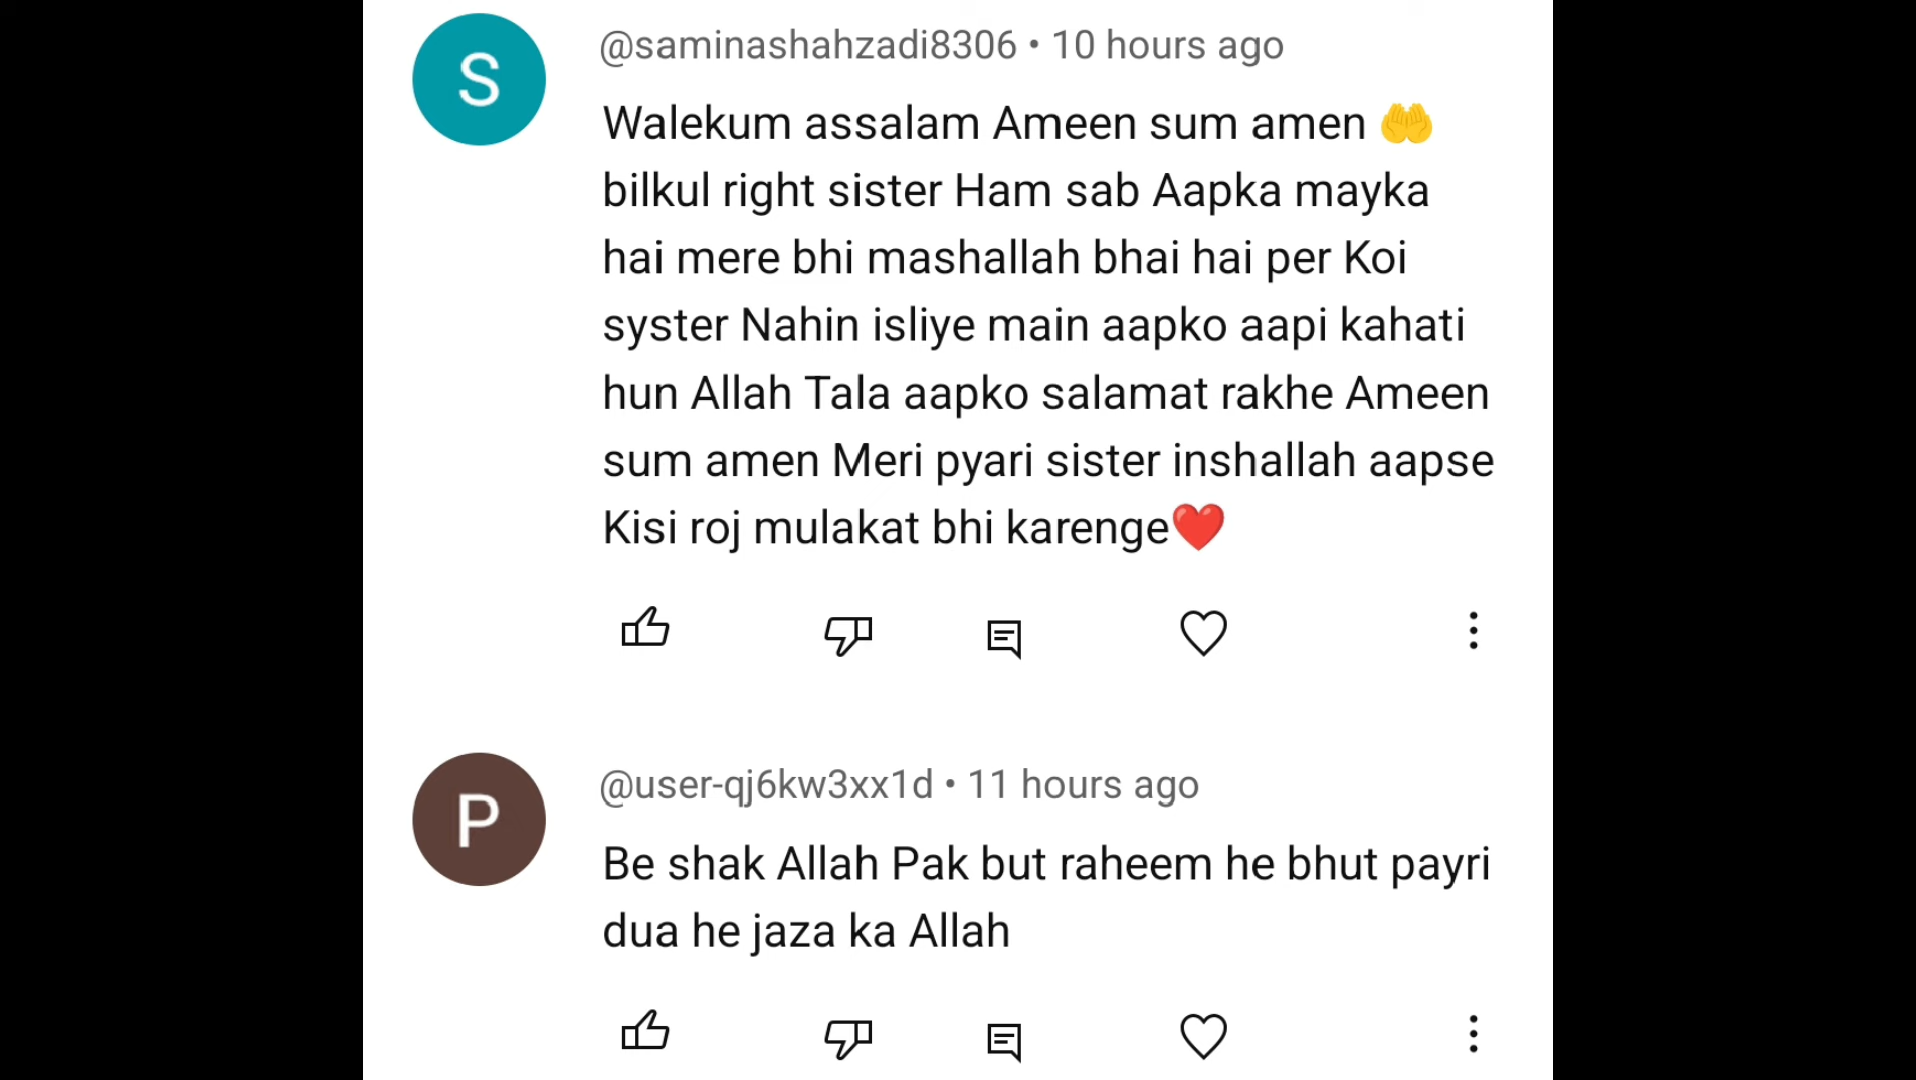 S
@saminashahzadi8306 • 10 hours ago
Walekum assalam Ameen sum amen 🤲
bilkul right sister Ham sab Aapka mayka
hai mere bhi mashallah bhai hai per Koi
syster Nahin isliye main aapko aapi kahati
hun Allah Tala aapko salamat rakhe Ameen
sum amen Meri pyari sister inshallah aapse
Kisi roj mulakat bhi karenge❤️
P
@user-qj6kw3xx1d • 11 hours ago
Be shak Allah Pak but raheem he bhut payri
dua he jaza ka Allah